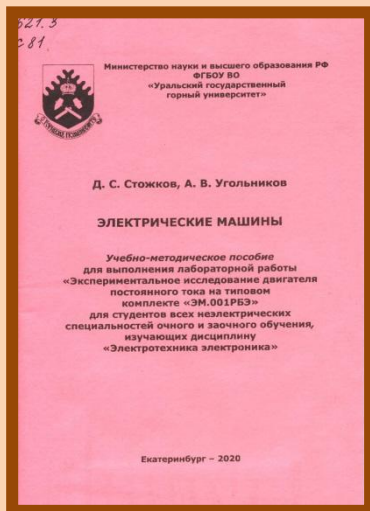 621.3
С 81
Министерство науки и высшего образования РФ
ФГБОУ ВО
«Уральский государственный
горный университет»
Д. С. Стожков, А. В. Угольников
ЭЛЕКТРИЧЕСКИЕ МАШИНЫ
Учебно-методическое пособие
для выполнения лабораторной работы
«Экспериментальное исследование двигателя
постоянного тока на типовом
комплекте «ЭМ.001РБЭ»
для студентов всех неэлектрических
специальностей очного и заочного обучения,
изучающих дисциплину
«Электротехника электроника»
Екатеринбург – 2020